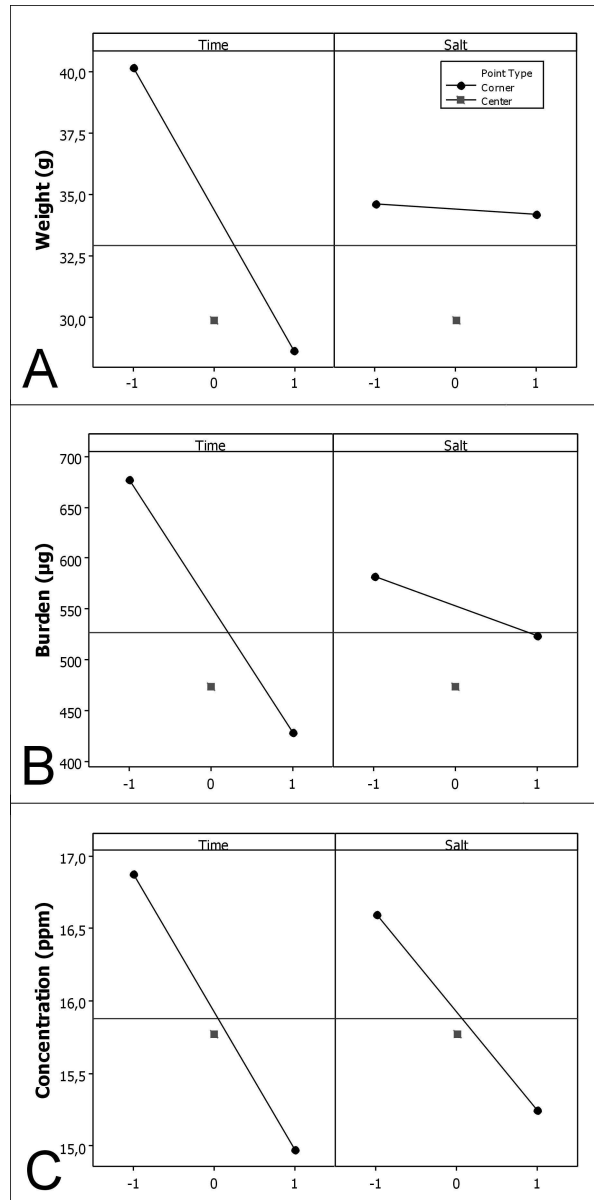 Time Salt
Point Type
Corner
Center
40,0
37,5
35,0
32,5
30,0
Weight (g)
-1 0 1 -1 0 1
A
Time Salt
700
650
600
550
500
450
400
Burden (µg)
-1 0 1 -1 0 1
B
Time Salt
17,0
16,5
16,0
15,5
15,0
Concentration (ppm)
-1 0 1 -1 0 1
C